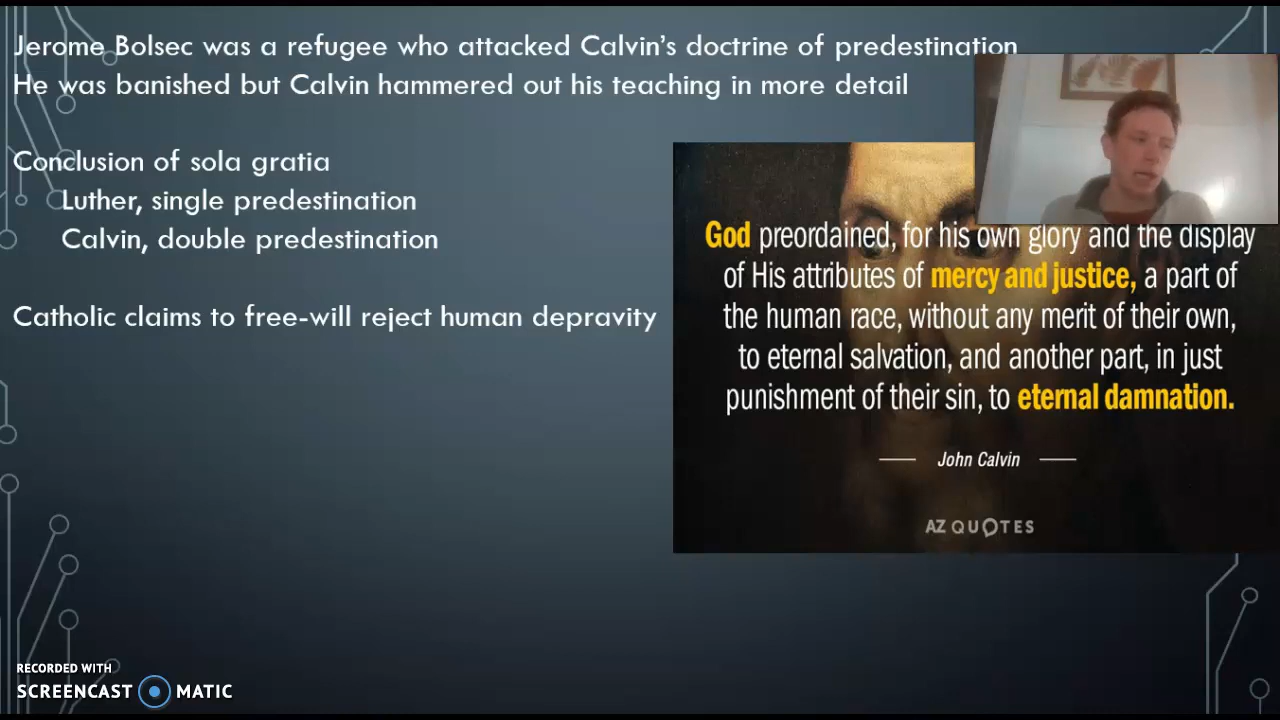 Jerome Bolsec was a refugee who attacked Calvin's doctrine of predestination
He was banished but Calvin hammered out his teaching in more detail
Conclusion of sola gratia
Luther, single predestination
Calvin, double predestination
Catholic claims to free-will reject human depravity
God preordained, for his own glory and the display
of His attributes of mercy and justice, a part of
the human race, without any merit of their own,
to eternal salvation, and another part, in just
punishment of their sin, to eternal damnation.
John Calvin
AZ QUOTES
RECORDED WITH
SCREENCAST MATIC